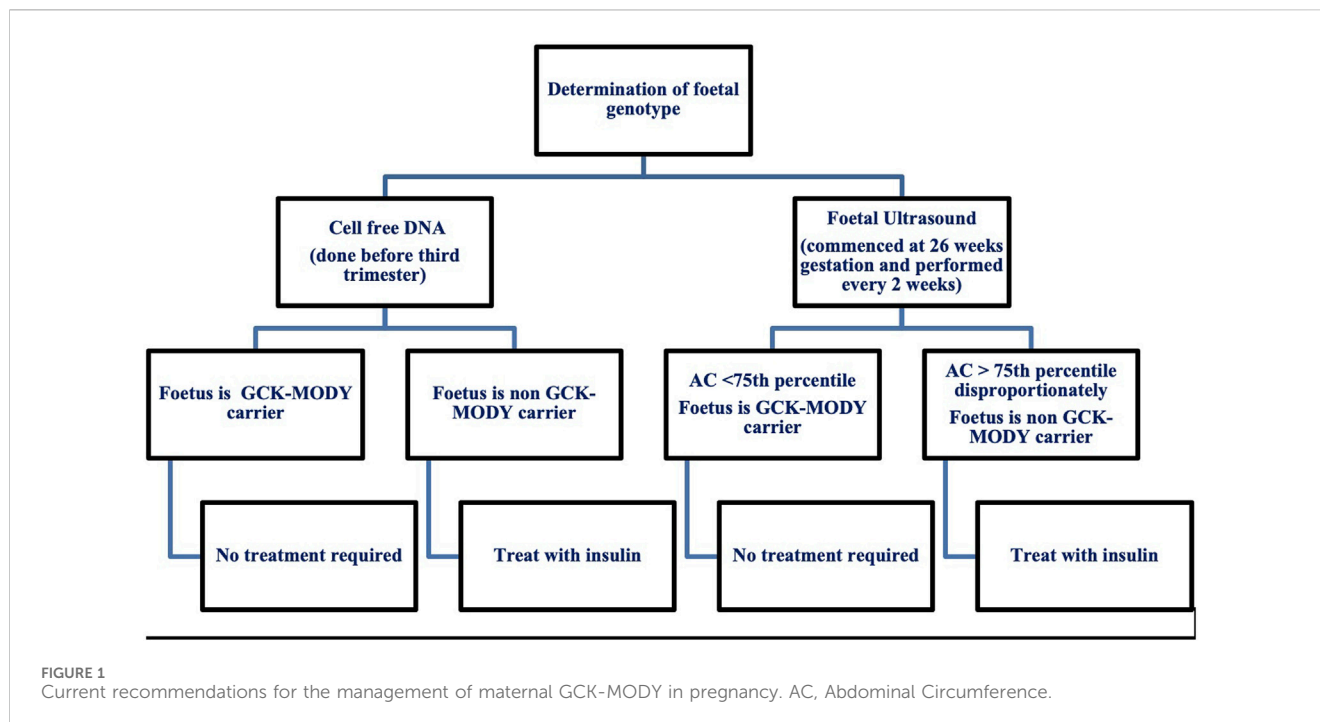 Determination of foetal
genotype
Cell free DNA
(done before third
trimester)
Foetal Ultrasound
(commenced at 26 weeks
gestation and performed
every 2 weeks)
Foetus is GCK-MODY
carrier
Foetus is non GCK-
MODY carrier
AC <75th percentile
Foetus is GCK-MODY
carrier
AC > 75th percentile
disproportionately
Foetus is non GCK-
MODY carrier
No treatment required
Treat with insulin
No treatment required
Treat with insulin
FIGURE 1
Current recommendations for the management of maternal GCK-MODY in pregnancy. AC, Abdominal Circumference.